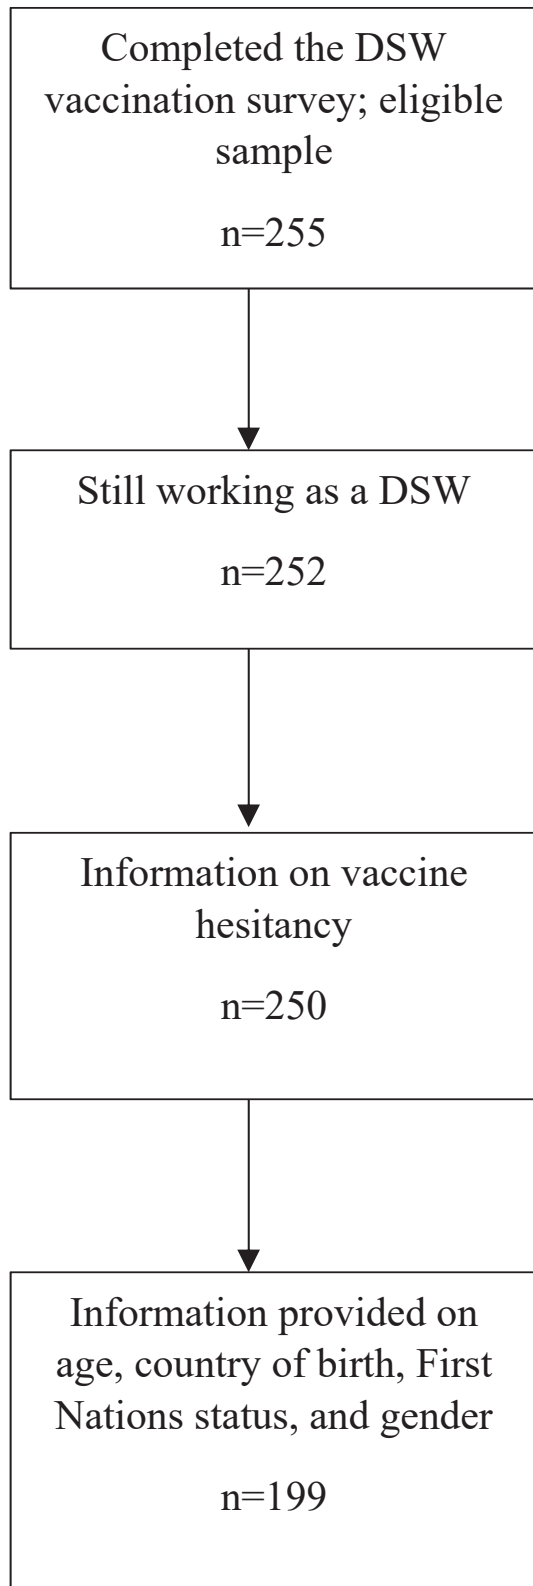 Completed the DSW
vaccination survey; eligible
sample
n=255
Still working as a DSW
n=252
Information on vaccine
hesitancy
n=250
Information provided on
age, country of birth, First
Nations status, and gender
n=199